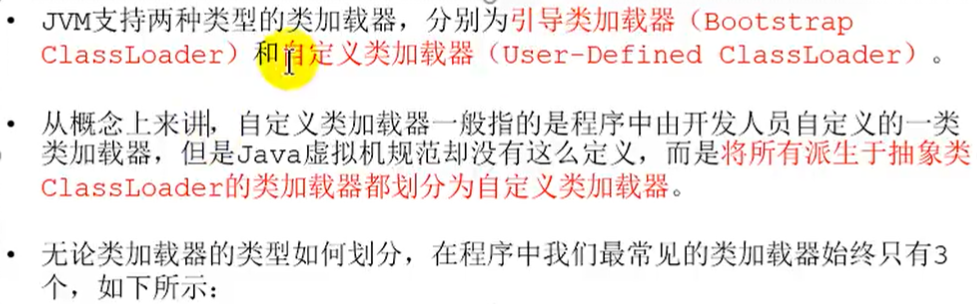 • JVM支持两种类型的类加载器，分别为引导类加载器（Bootstrap
ClassLoader）和自定义类加载器（User-Defined ClassLoader）。
• 从概念上来讲，自定义类加载器一般指的是程序中由开发人员自定义的一类
类加载器，但是Java虚拟机规范却没有这么定义，而是将所有派生于抽象类
ClassLoader的类加载器都划分为自定义类加载器。
• 无论类加载器的类型如何划分，在程序中我们最常见的类加载器始终只有3
个，如下所示：